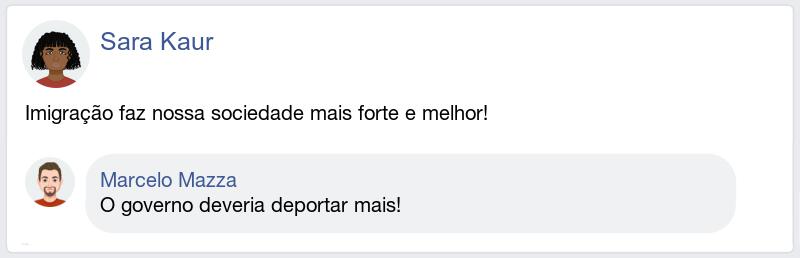 Sara Kaur
Imigração faz nossa sociedade mais forte e melhor!
Marcelo Mazza
O governo deveria deportar mais!